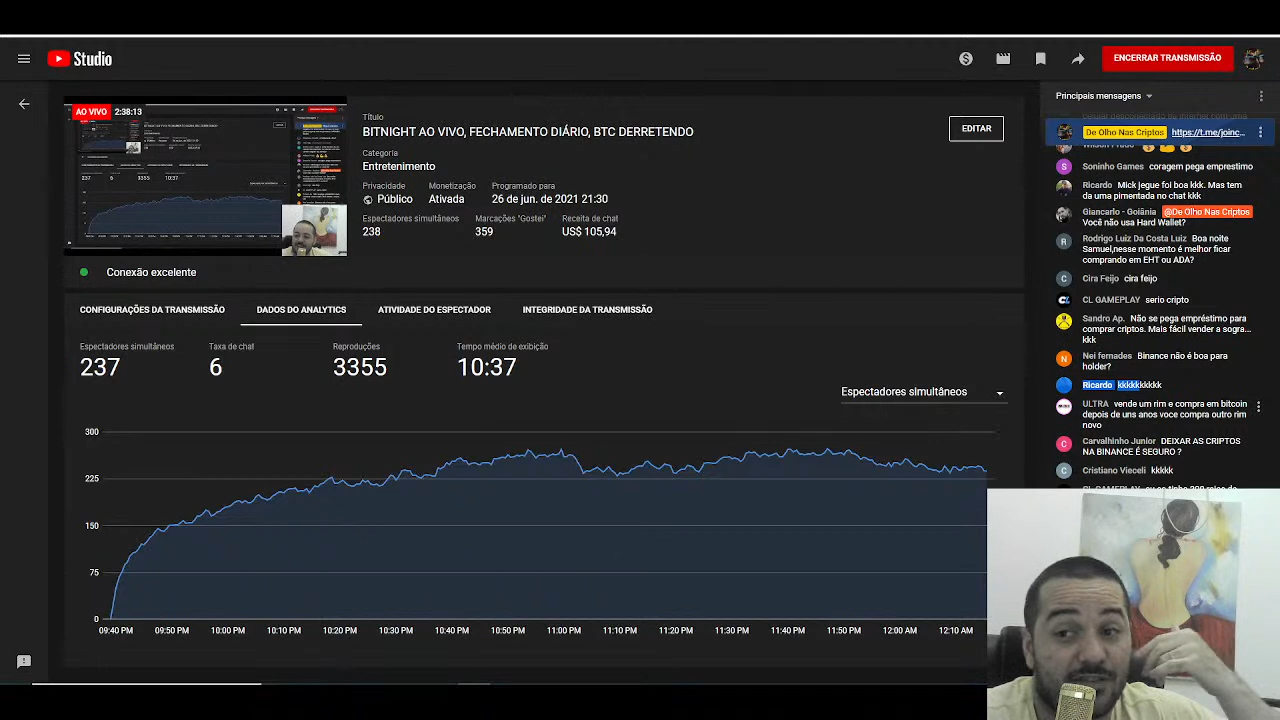 Studio
ENCERRAR TRANSMISSÃO
AO VIVO 2:38:13
Título
BITNIGHT AO VIVO, FECHAMENTO DIÁRIO, BTC DERRETENDO
EDITAR
Categoria
Entretenimento
Privacidade Monetização Programado para
Público Ativada 26 de jun. de 2021 21:30
Espectadores simultâneos Marcações "Gostei" Receita de chat
238 359 US$ 105,94
Conexão excelente
CONFIGURAÇÕES DA TRANSMISSÃO DADOS DO ANALYTICS ATIVIDADE DO ESPECTADOR INTEGRIDADE DA TRANSMISSÃO
Espectadores simultâneos Taxa de chat Reproduções Tempo médio de exibição
237 6 3355 10:37
Espectadores simultâneos
300
225
150
75
0
09:40 PM 09:50 PM 10:00 PM 10:10 PM 10:20 PM 10:30 PM 10:40 PM 10:50 PM 11:00 PM 11:10 PM 11:20 PM 11:30 PM 11:40 PM 11:50 PM 12:00 AM 12:10 AM
Principais mensagens
De Olho Nas Criptos https://t.me/joinc...
Soninho Games coragem pega emprestimo
Ricardo Mick jegue foi boa kkk. Mas tem
da uma pimentada no chat kkk
Giancarlo - Goiânia @De Olho Nas Criptos
Você não usa Hard Wallet?
Rodrigo Luiz Da Costa Luiz Boa noite
Samuel,nesse momento é melhor ficar
comprando em EHT ou ADA?
Cira Feijo cira feijo
CL GAMEPLAY serio cripto
Sandro Ap. Não se pega empréstimo para
comprar criptos. Mais fácil vender a sogra...
kkk
Nei fernades Binance não é boa para
holder?
Ricardo kkkkkkkkkk
ULTRA vende um rim e compra em bitcoin
depois de uns anos voce compra outro rim
novo
Carvalhinho Junior DEIXAR AS CRIPTOS
NA BINANCE É SEGURO ?
Cristiano Vieceli kkkkk